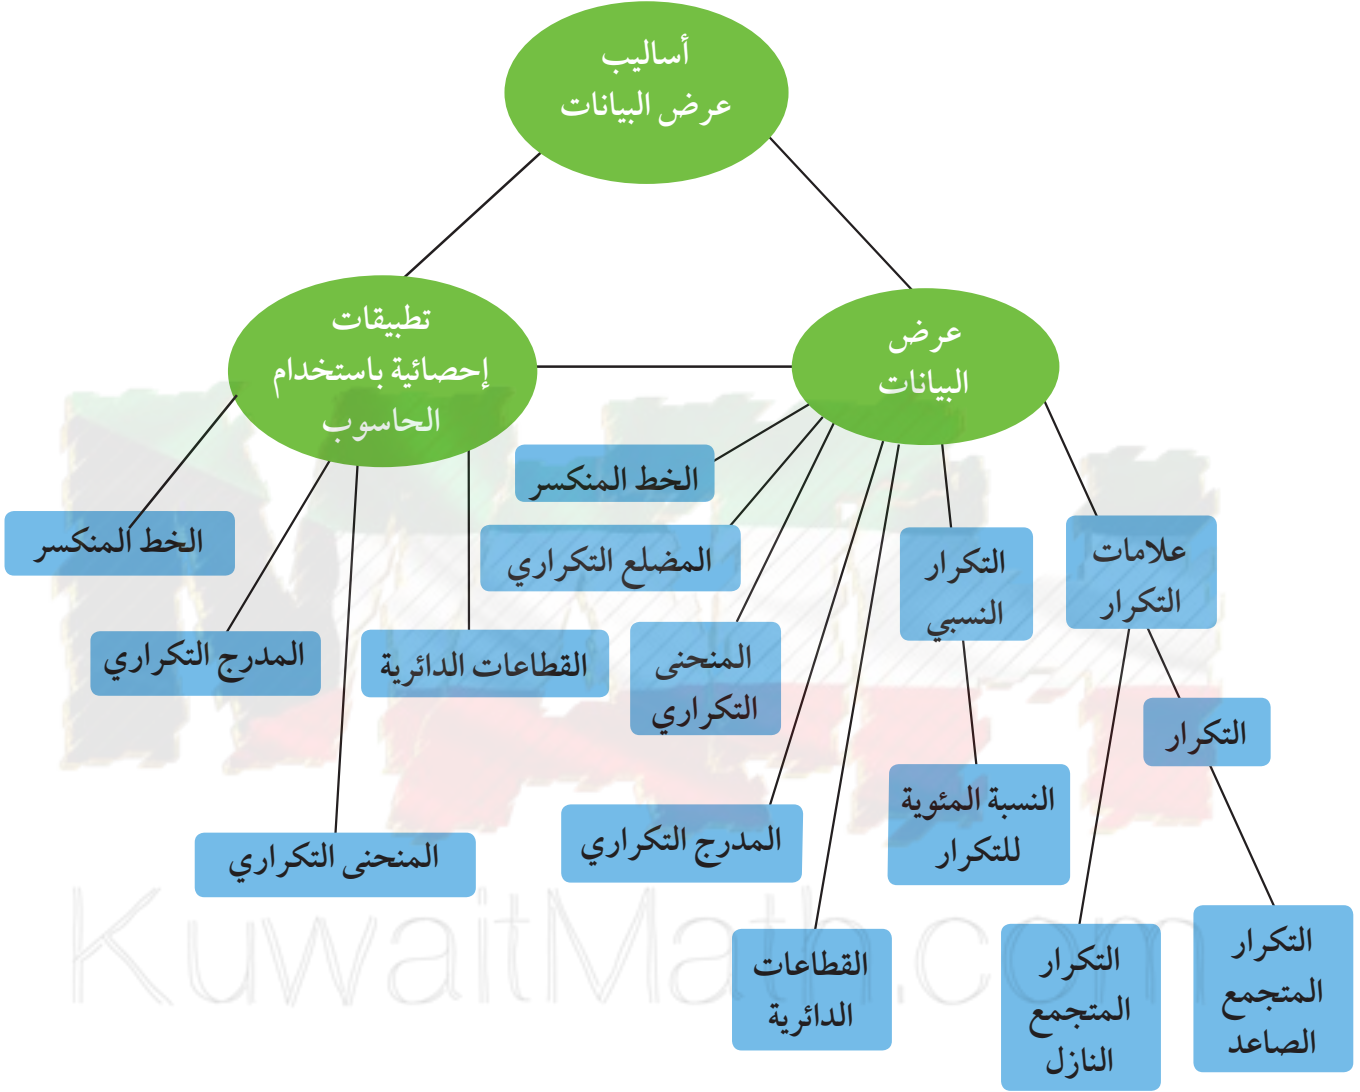 أساليب
عرض البيانات
عرض
البيانات
تطبيقات
إحصائية باستخدام
الحاسوب
علامات
التكرار
التكرار
التكرار
المتجمع
الصاعد
التكرار
المتجمع
النازل
التكرار
النسبي
النسبة المئوية
للتكرار
الخط المنكسر
المضلع التكراري
المنحنى
التكراري
المدرج التكراري
القطاعات
الدائرية
القطاعات الدائرية
المنحنى التكراري
المدرج التكراري
الخط المنكسر
KuwaitMath.com